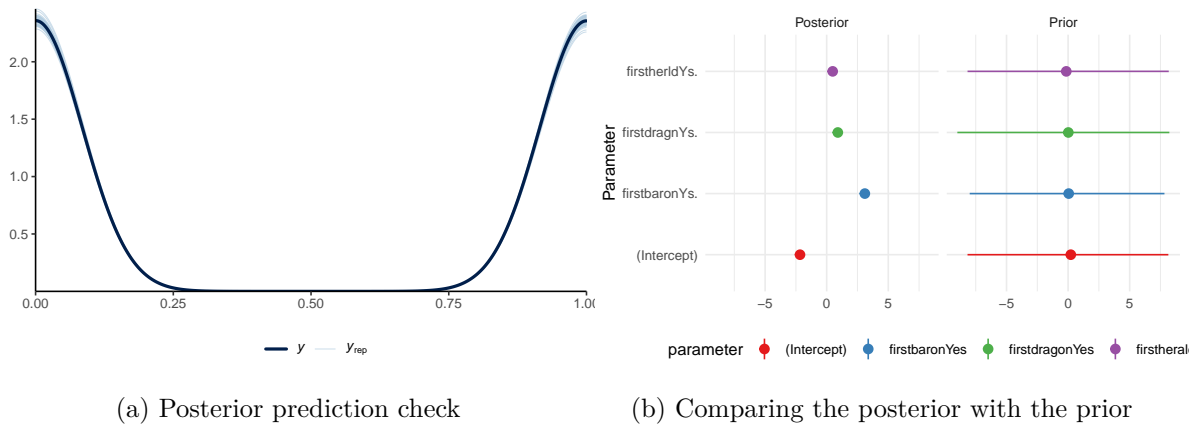 2.0
1.5
1.0
0.5
0.00 0.25 0.50 0.75 1.00
y yrep
(a) Posterior prediction check
Posterior Prior
Parameter
firstherldYs.
firstdragnYs.
firstbaronYs.
(Intercept)
−5 0 5 −5 0 5
parameter (Intercept) firstbaronYes firstdragonYes firstheral
(b) Comparing the posterior with the prior